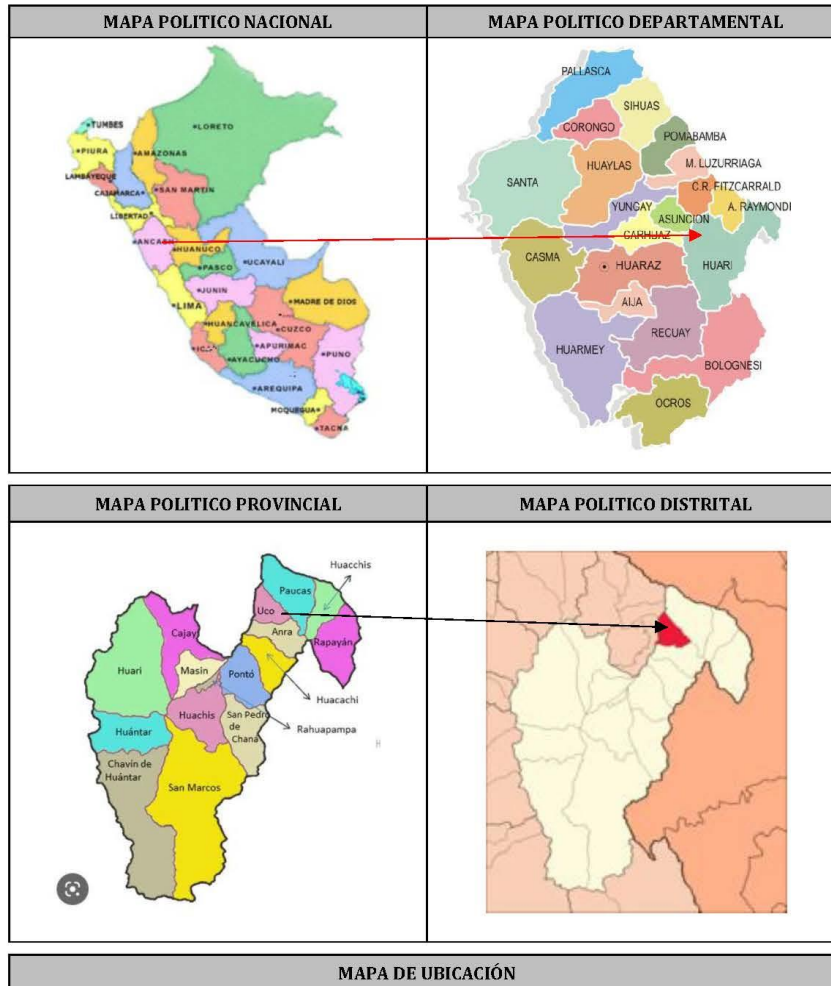 MAPA POLITICO NACIONAL
MAPA POLITICO DEPARTAMENTAL
TUMBES
LORETO
PIURA
AMAZONAS
LAMBAYEQUE
CAJAMARCA
SAN MARTIN
LIBERTAD
ANCASH
HUANUCO
PASCO
UCAYALI
JUNIN
LIMA
MADRE DE DIOS
HUANCAVELICA
CUZCO
ICA
APURIMAC
AYACUCHO
PUNO
AREQUIPA
MOQUEGUA
TACNA
PALLASCA
SIHUAS
CORONGO
POMABAMBA
HUAYLAS
M. LUZURRIAGA
SANTA
C.R. FITZCARRALD
YUNGAY
A. RAYMONDI
ASUNCION
CARHUAZ
CASMA
HUARAZ
HUARI
AIJA
HUARMEY
RECUAY
BOLOGNESI
OCROS
MAPA POLITICO PROVINCIAL
MAPA POLITICO DISTRITAL
Huacchis
Paucas
Uco
Cajay
Anra
Rapayán
Huari
Masin
Pontó
Huacachi
Huachis
San Pedro
de
Chaná
Rahuapampa
Huántar
Chavín de
Huántar
San Marcos
H
MAPA DE UBICACIÓN